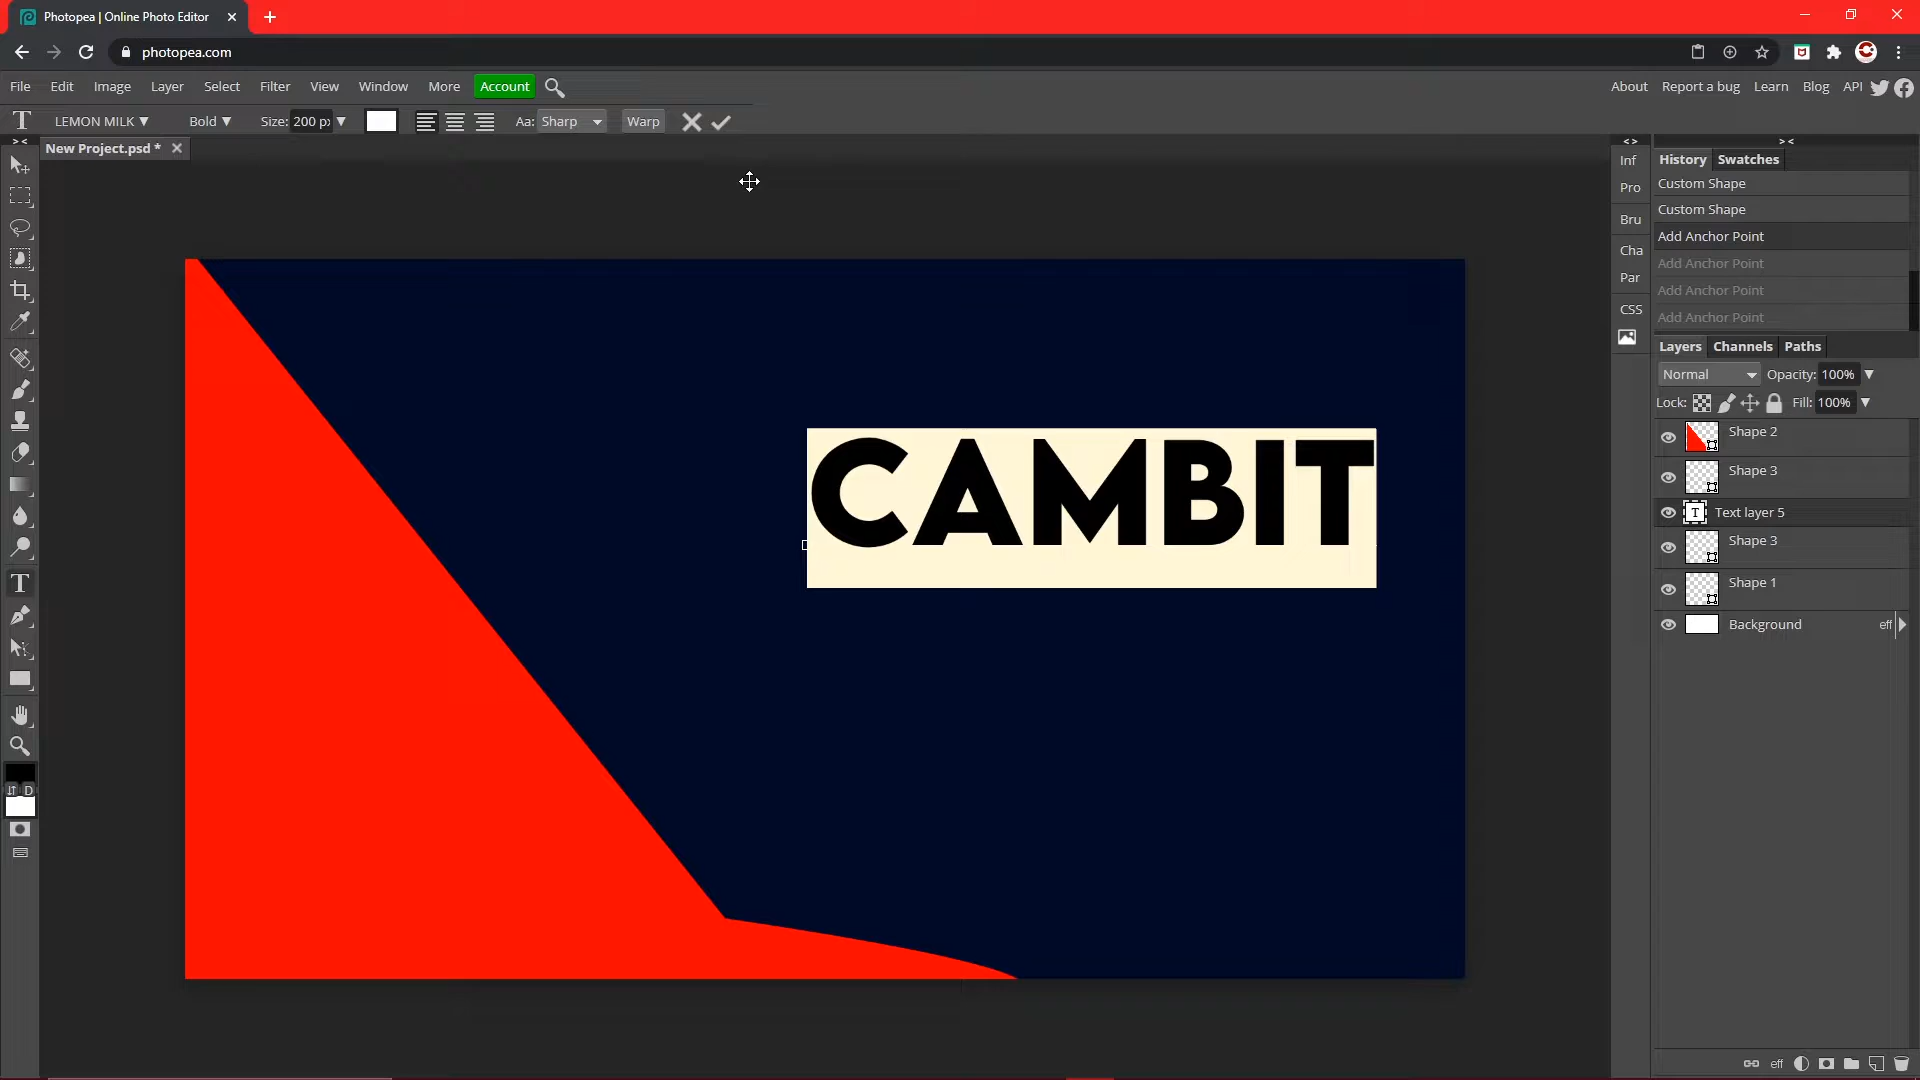 Photopea | Online Photo Editor
photopea.com
File Edit Image Layer Select Filter View Window More Account
About Report a bug Learn Blog API
T LEMON MILK Bold Size: 200 px Aa: Sharp Warp
New Project.psd *
Inf
Pro
Bru
Cha
Par
CSS
History Swatches
Custom Shape
Custom Shape
Add Anchor Point
Add Anchor Point
Add Anchor Point
Add Anchor Point
Layers Channels Paths
Normal Opacity: 100%
Lock: Fill: 100%
Shape 2
Shape 3
T Text layer 5
Shape 3
Shape 1
Background eff
CAMBIT
T
D
eff